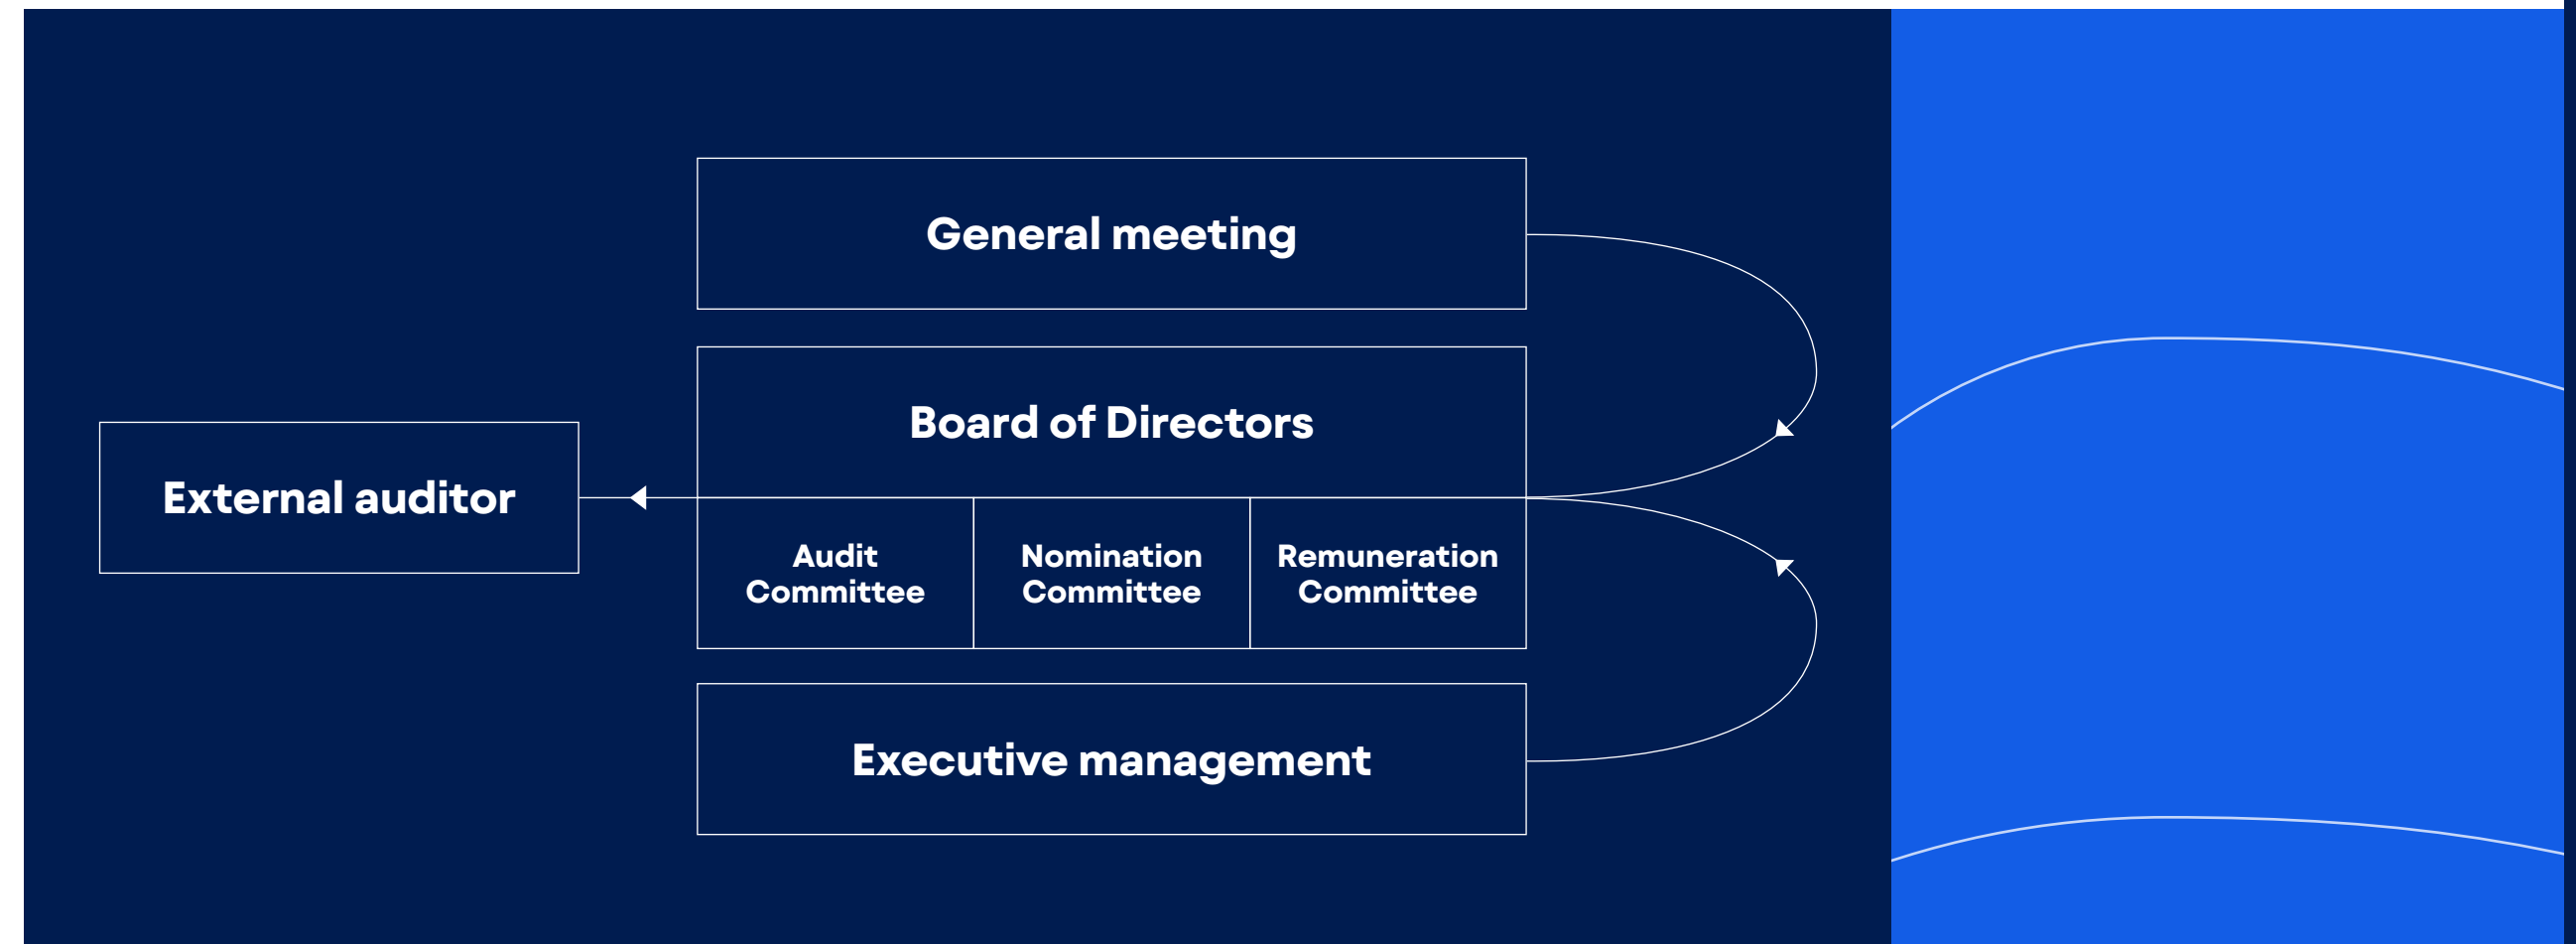 General meeting
Board of Directors
External auditor
Audit
Committee
Nomination
Committee
Remuneration
Committee
Executive management